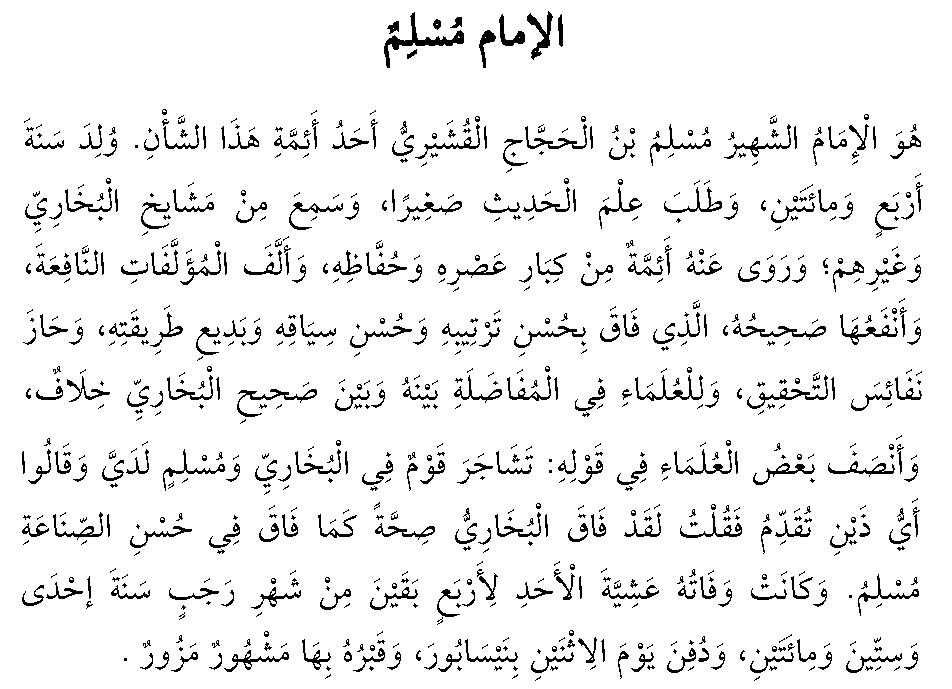 الإمام مُسْلِمٌ
هُوَ الْإِمَامُ الشَّهِيرُ مُسْلِمُ بْنُ الْحَجَّاجِ الْقُشَيْرِيُّ أَحَدُ أَئِمَّةِ هَذَا الشَّأْنِ. وُلِدَ سَنَةَ
أَرْبَعٍ وَمِائَتَيْنِ، وَطَلَبَ عِلْمَ الْحَدِيثِ صَغِيرًا، وَسَمِعَ مِنْ مَشَايِخِ الْبُخَارِيِّ
وَغَيْرِهِمْ؛ وَرَوَى عَنْهُ أَئِمَّةٌ مِنْ كِبَارِ عَصْرِهِ وَحُفَّاظِهِ، وَأَلَّفَ الْمُؤَلَّفَاتِ النَّافِعَةَ،
وَأَنْفَعُهَا صَحِيحُهُ، الَّذِي فَاقَ بِحُسْنِ تَرْتِيبِهِ وَحُسْنِ سِيَاقِهِ وَبَدِيعِ طَرِيقَتِهِ، وَحَازَ
نَفَائِسَ التَّحْقِيقِ، وَلِلْعُلَمَاءِ فِي الْمُفَاضَلَةِ بَيْنَهُ وَبَيْنَ صَحِيحِ الْبُخَارِيِّ خِلَافٌ،
وَأَنْصَفَ بَعْضُ الْعُلَمَاءِ فِي قَوْلِهِ: تَشَاجَرَ قَوْمٌ فِي الْبُخَارِيِّ وَمُسْلِمٍ لَدَيَّ وَقَالُوا
أَيُّ ذَيْنِ تُقَدِّمُ فَقُلْتُ لَقَدْ فَاقَ الْبُخَارِيُّ صِحَّةً كَمَا فَاقَ فِي حُسْنِ الصِّنَاعَةِ
مُسْلِمُ. وَكَانَتْ وَفَاتُهُ عَشِيَّةَ الْأَحَدِ لِأَرْبَعٍ بَقَيْنَ مِنْ شَهْرِ رَجَبٍ سَنَةَ إحْدَى
وَسِتِّينَ وَمِائَتَيْنِ، وَدُفِنَ يَوْمَ الِاثْنَيْنِ بِنَيْسَابُورَ، وَقَبْرُهُ بِهَا مَشْهُورٌ مَزُورٌ .